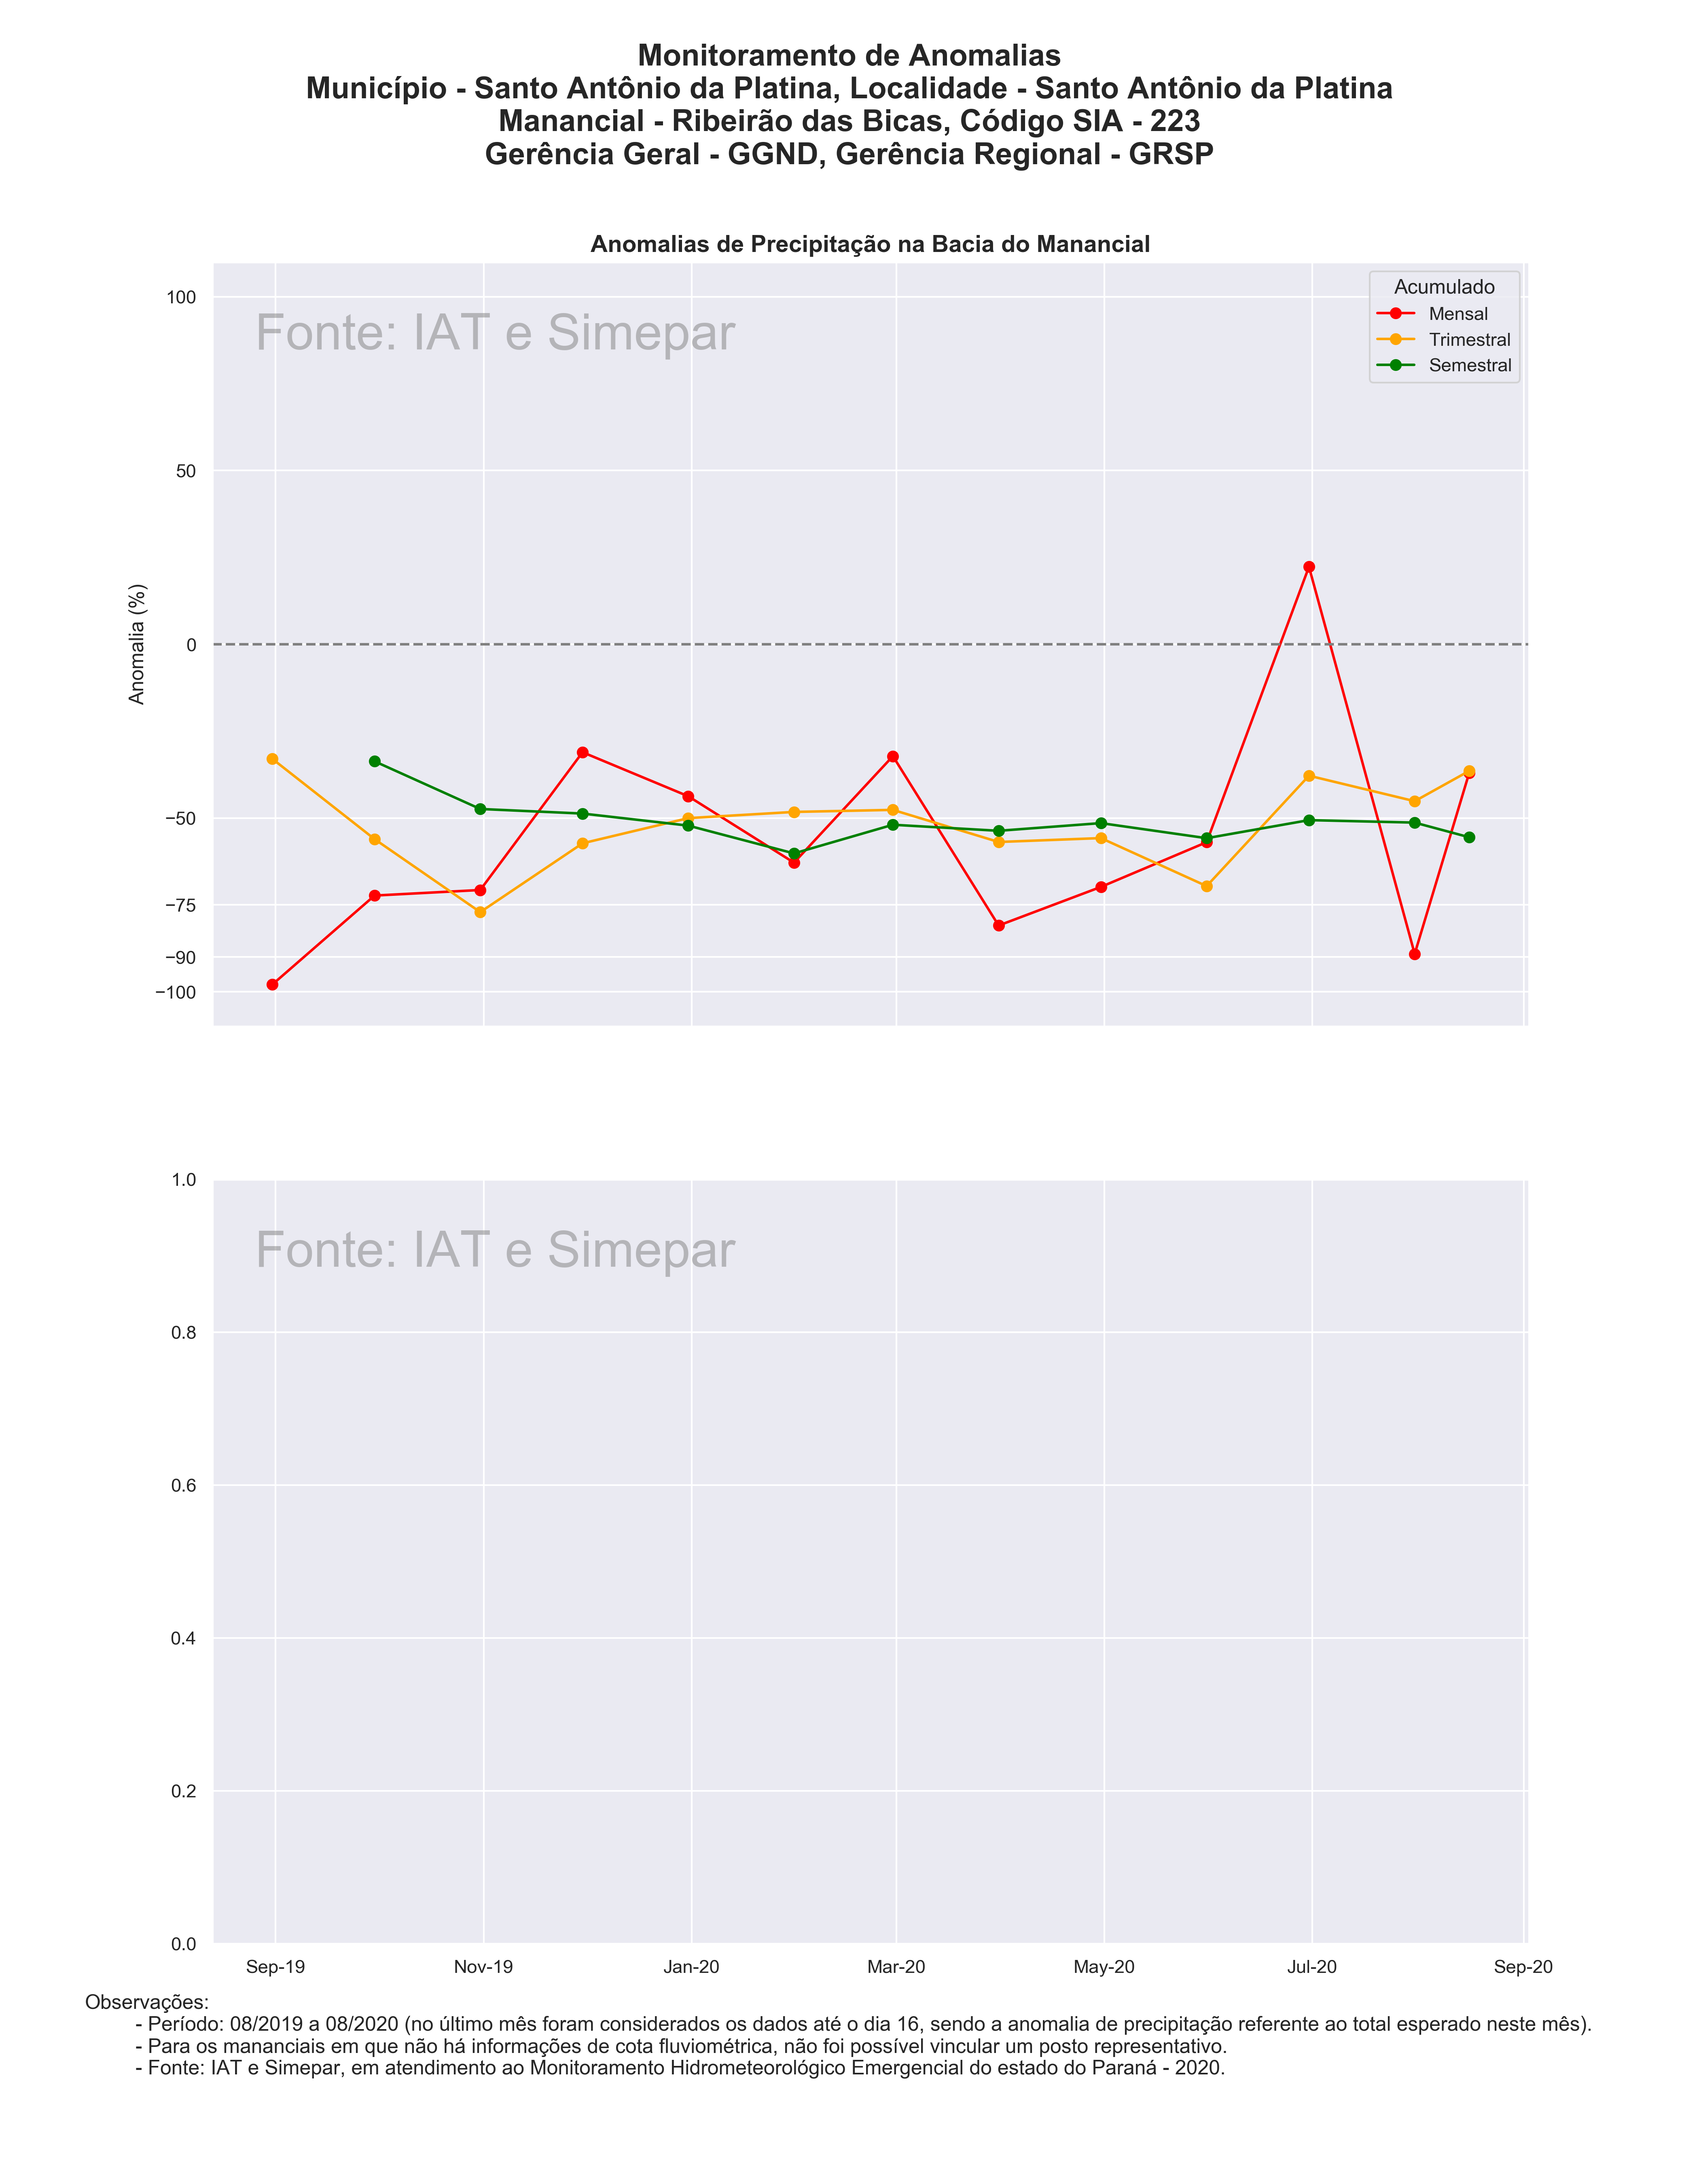 Monitoramento de Anomalias
Município - Santo Antônio da Platina, Localidade - Santo Antônio da Platina
Manancial - Ribeirão das Bicas, Código SIA - 223
Gerência Geral - GGND, Gerência Regional - GRSP
Anomalias de Precipitação na Bacia do Manancial
Fonte: IAT e Simepar
Acumulado
Mensal
Trimestral
Semestral
Anomalia (%)
100
50
0
−50
−75
−90
−100
Fonte: IAT e Simepar
1.0
0.8
0.6
0.4
0.2
0.0
Sep-19 Nov-19 Jan-20 Mar-20 May-20 Jul-20 Sep-20
Observações:
- Período: 08/2019 a 08/2020 (no último mês foram considerados os dados até o dia 16, sendo a anomalia de precipitação referente ao total esperado neste mês).
- Para os mananciais em que não há informações de cota fluviométrica, não foi possível vincular um posto representativo.
- Fonte: IAT e Simepar, em atendimento ao Monitoramento Hidrometeorológico Emergencial do estado do Paraná - 2020.